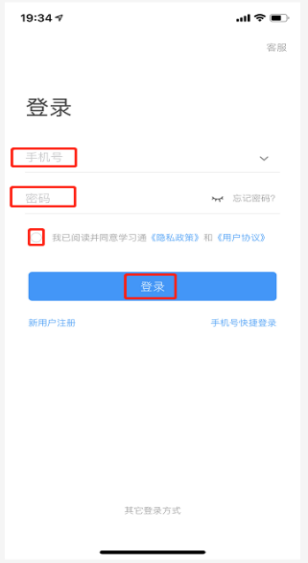 19:34
客服
登录
手机号
密码
忘记密码?
我已阅读并同意学习通《隐私政策》和《用户协议》
登录
新用户注册
手机号快捷登录
其它登录方式